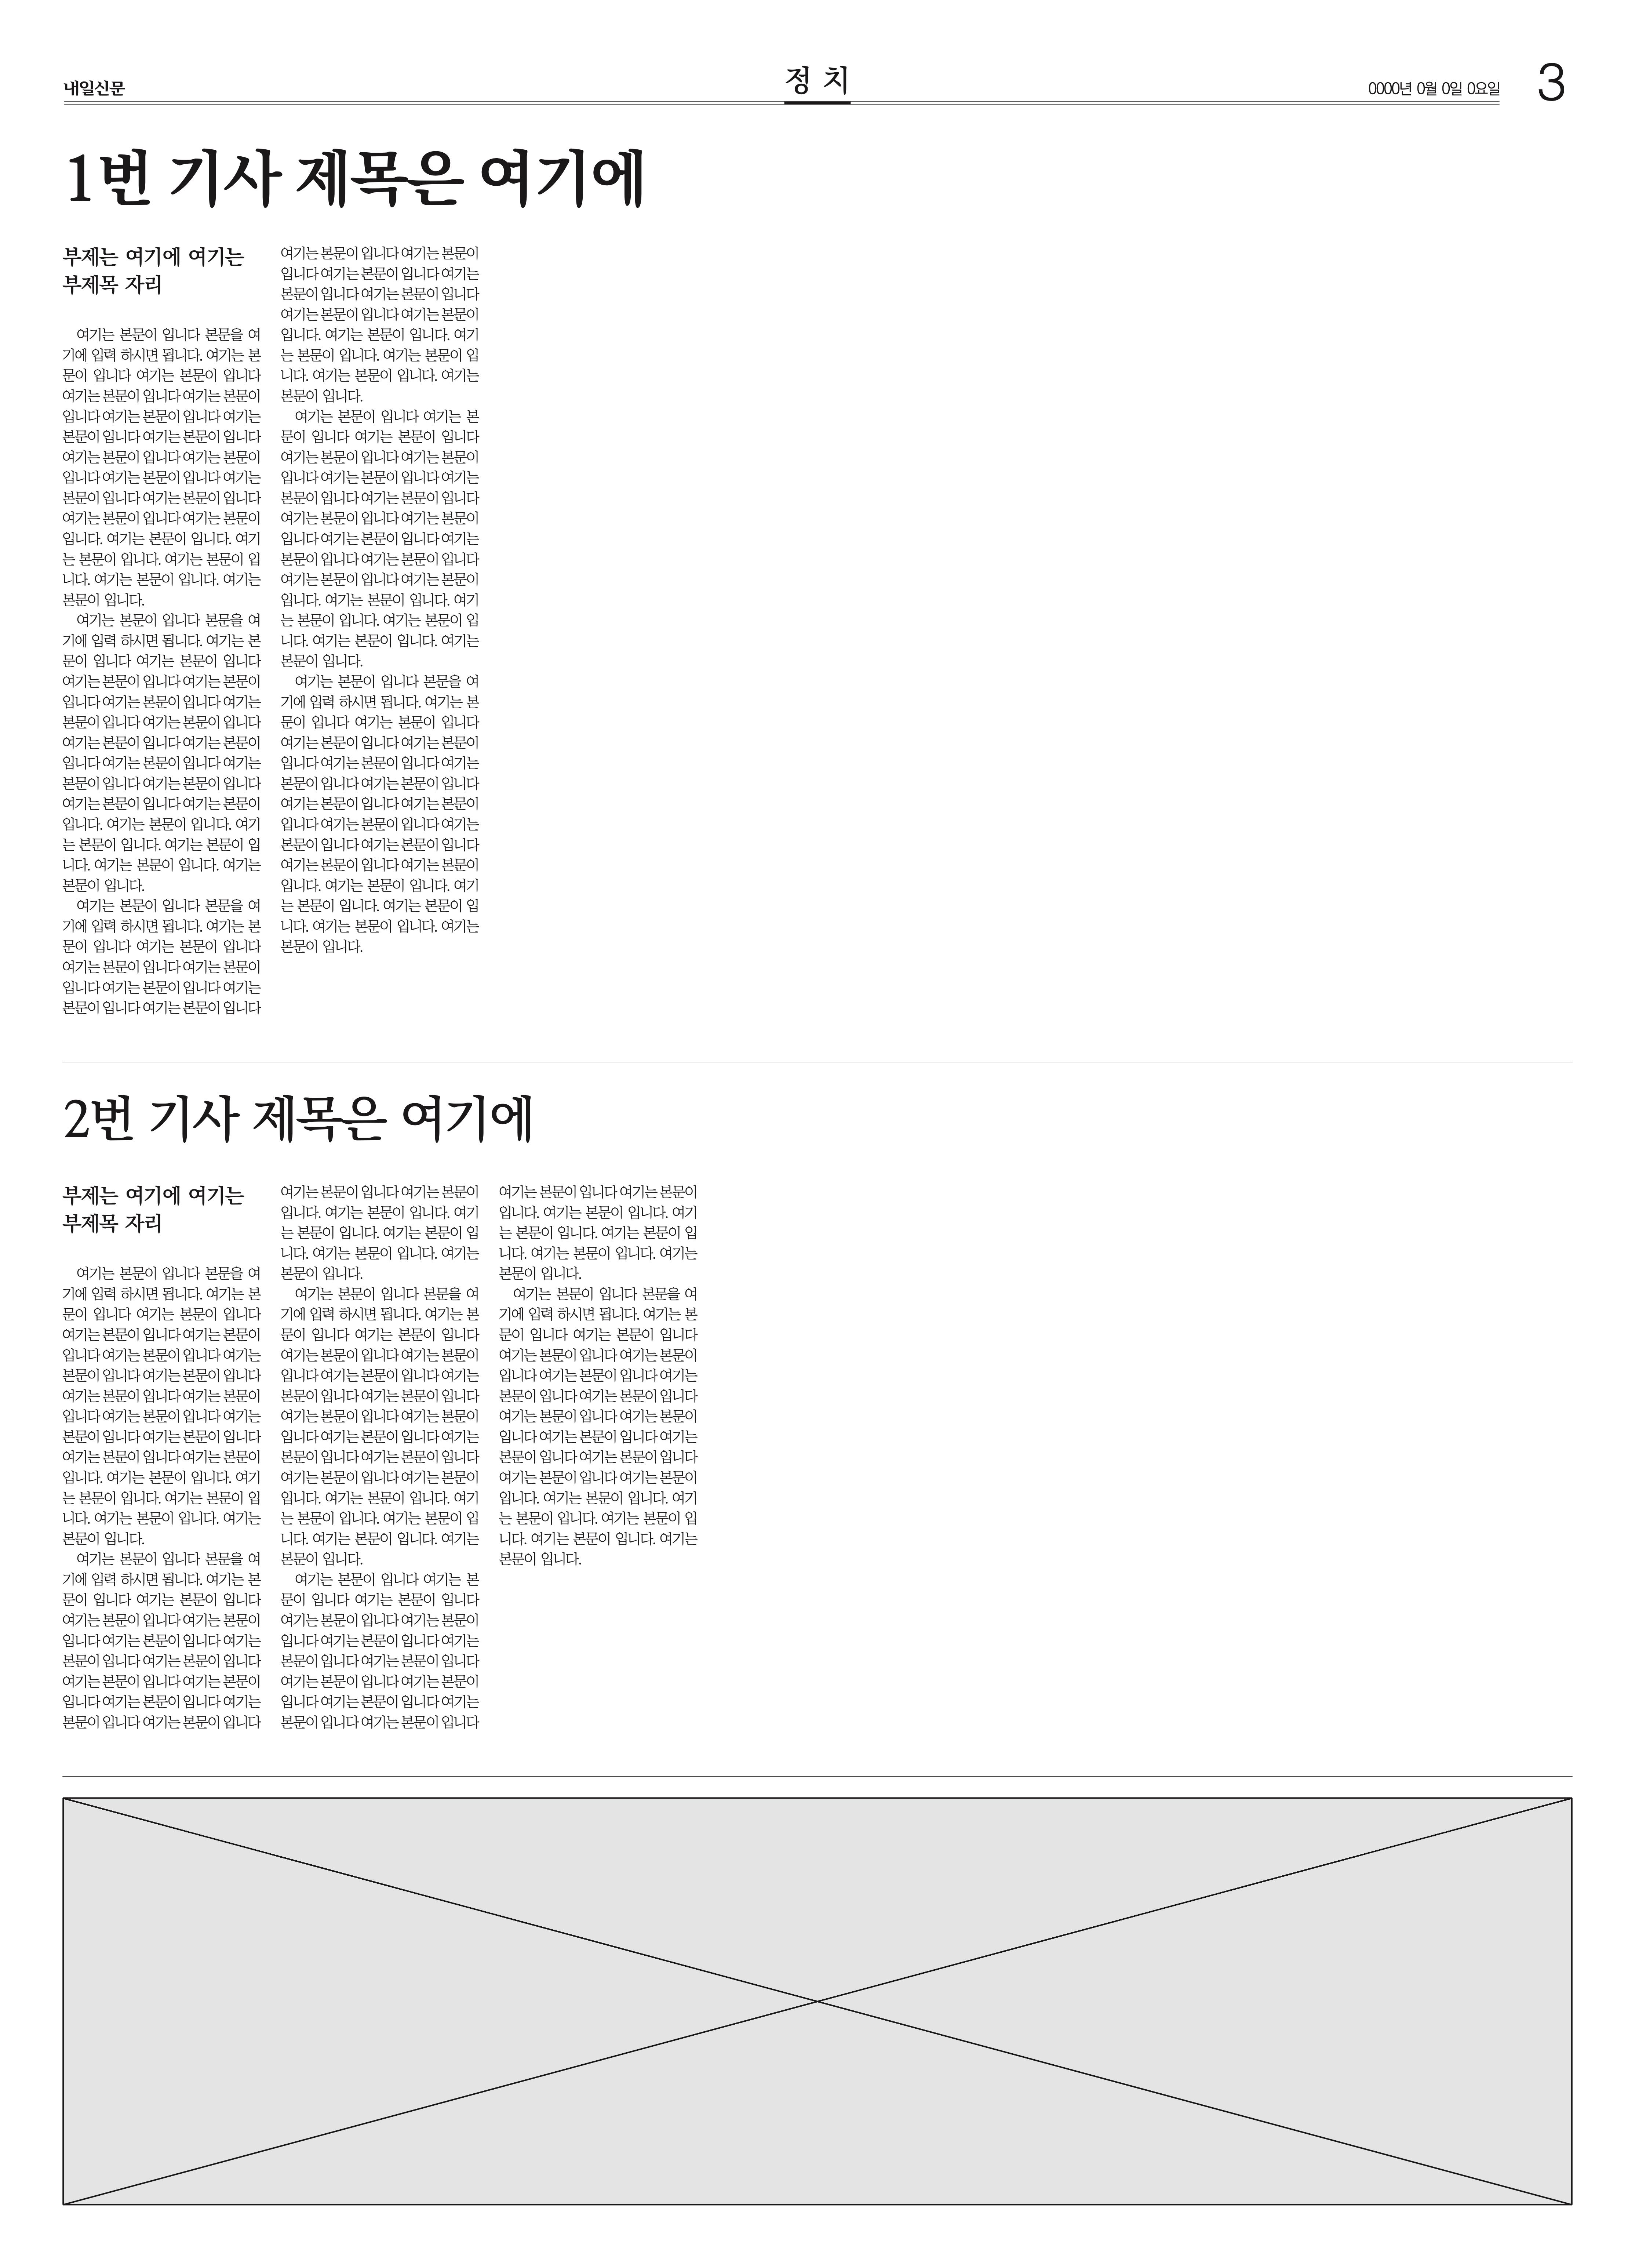 내일신문
정 치
0000년 0월 0일 0요일
3
1번 기사 제목은 여기에
부제는 여기에 여기는
부제목 자리
여기는 본문이 입니다 본문을 여
기에 입력 하시면 됩니다. 여기는 본
문이 입니다 여기는 본문이 입니다
여기는 본문이 입니다 여기는 본문이
입니다 여기는 본문이 입니다 여기는
본문이 입니다 여기는 본문이 입니다
여기는 본문이 입니다 여기는 본문이
입니다 여기는 본문이 입니다 여기는
본문이 입니다 여기는 본문이 입니다
여기는 본문이 입니다 여기는 본문이
입니다. 여기는 본문이 입니다. 여기
는 본문이 입니다. 여기는 본문이 입
니다. 여기는 본문이 입니다. 여기는
본문이 입니다.
여기는 본문이 입니다 본문을 여
기에 입력 하시면 됩니다. 여기는 본
문이 입니다 여기는 본문이 입니다
여기는 본문이 입니다 여기는 본문이
입니다 여기는 본문이 입니다 여기는
본문이 입니다 여기는 본문이 입니다
여기는 본문이 입니다 여기는 본문이
입니다 여기는 본문이 입니다 여기는
본문이 입니다 여기는 본문이 입니다
여기는 본문이 입니다 여기는 본문이
입니다. 여기는 본문이 입니다. 여기
는 본문이 입니다. 여기는 본문이 입
니다. 여기는 본문이 입니다. 여기는
본문이 입니다.
여기는 본문이 입니다 본문을 여
기에 입력 하시면 됩니다. 여기는 본
문이 입니다 여기는 본문이 입니다
여기는 본문이 입니다 여기는 본문이
입니다 여기는 본문이 입니다 여기는
본문이 입니다 여기는 본문이 입니다
여기는 본문이 입니다 여기는 본문이
입니다 여기는 본문이 입니다 여기는
본문이 입니다 여기는 본문이 입니다
여기는 본문이 입니다 여기는 본문이
입니다. 여기는 본문이 입니다. 여기
는 본문이 입니다. 여기는 본문이 입
니다. 여기는 본문이 입니다. 여기는
본문이 입니다.
여기는 본문이 입니다 여기는 본
문이 입니다 여기는 본문이 입니다
여기는 본문이 입니다 여기는 본문이
입니다 여기는 본문이 입니다 여기는
본문이 입니다 여기는 본문이 입니다
여기는 본문이 입니다 여기는 본문이
입니다 여기는 본문이 입니다 여기는
본문이 입니다 여기는 본문이 입니다
여기는 본문이 입니다 여기는 본문이
입니다. 여기는 본문이 입니다. 여기
는 본문이 입니다. 여기는 본문이 입
니다. 여기는 본문이 입니다. 여기는
본문이 입니다.
여기는 본문이 입니다 본문을 여
기에 입력 하시면 됩니다. 여기는 본
문이 입니다 여기는 본문이 입니다
여기는 본문이 입니다 여기는 본문이
입니다 여기는 본문이 입니다 여기는
본문이 입니다 여기는 본문이 입니다
여기는 본문이 입니다 여기는 본문이
입니다 여기는 본문이 입니다 여기는
본문이 입니다 여기는 본문이 입니다
여기는 본문이 입니다 여기는 본문이
입니다. 여기는 본문이 입니다. 여기
는 본문이 입니다. 여기는 본문이 입
니다. 여기는 본문이 입니다. 여기는
본문이 입니다.
2번 기사 제목은 여기에
부제는 여기에 여기는
부제목 자리
여기는 본문이 입니다 본문을 여
기에 입력 하시면 됩니다. 여기는 본
문이 입니다 여기는 본문이 입니다
여기는 본문이 입니다 여기는 본문이
입니다 여기는 본문이 입니다 여기는
본문이 입니다 여기는 본문이 입니다
여기는 본문이 입니다 여기는 본문이
입니다 여기는 본문이 입니다 여기는
본문이 입니다 여기는 본문이 입니다
여기는 본문이 입니다 여기는 본문이
입니다. 여기는 본문이 입니다. 여기
는 본문이 입니다. 여기는 본문이 입
니다. 여기는 본문이 입니다. 여기는
본문이 입니다.
여기는 본문이 입니다 본문을 여
기에 입력 하시면 됩니다. 여기는 본
문이 입니다 여기는 본문이 입니다
여기는 본문이 입니다 여기는 본문이
입니다 여기는 본문이 입니다 여기는
본문이 입니다 여기는 본문이 입니다
여기는 본문이 입니다 여기는 본문이
입니다 여기는 본문이 입니다 여기는
본문이 입니다 여기는 본문이 입니다
여기는 본문이 입니다 여기는 본문이
입니다. 여기는 본문이 입니다. 여기
는 본문이 입니다. 여기는 본문이 입
니다. 여기는 본문이 입니다. 여기는
본문이 입니다.
여기는 본문이 입니다 본문을 여
기에 입력 하시면 됩니다. 여기는 본
문이 입니다 여기는 본문이 입니다
여기는 본문이 입니다 여기는 본문이
입니다 여기는 본문이 입니다 여기는
본문이 입니다 여기는 본문이 입니다
여기는 본문이 입니다 여기는 본문이
입니다 여기는 본문이 입니다 여기는
본문이 입니다 여기는 본문이 입니다
여기는 본문이 입니다 여기는 본문이
입니다. 여기는 본문이 입니다. 여기
는 본문이 입니다. 여기는 본문이 입
니다. 여기는 본문이 입니다. 여기는
본문이 입니다.
여기는 본문이 입니다 여기는 본
문이 입니다 여기는 본문이 입니다
여기는 본문이 입니다 여기는 본문이
입니다 여기는 본문이 입니다 여기는
본문이 입니다 여기는 본문이 입니다
여기는 본문이 입니다 여기는 본문이
입니다 여기는 본문이 입니다 여기는
본문이 입니다 여기는 본문이 입니다
여기는 본문이 입니다 여기는 본문이
입니다. 여기는 본문이 입니다. 여기
는 본문이 입니다. 여기는 본문이 입
니다. 여기는 본문이 입니다. 여기는
본문이 입니다.
여기는 본문이 입니다 본문을 여
기에 입력 하시면 됩니다. 여기는 본
문이 입니다 여기는 본문이 입니다
여기는 본문이 입니다 여기는 본문이
입니다 여기는 본문이 입니다 여기는
본문이 입니다 여기는 본문이 입니다
여기는 본문이 입니다 여기는 본문이
입니다 여기는 본문이 입니다 여기는
본문이 입니다 여기는 본문이 입니다
여기는 본문이 입니다 여기는 본문이
입니다. 여기는 본문이 입니다. 여기
는 본문이 입니다. 여기는 본문이 입
니다. 여기는 본문이 입니다. 여기는
본문이 입니다.